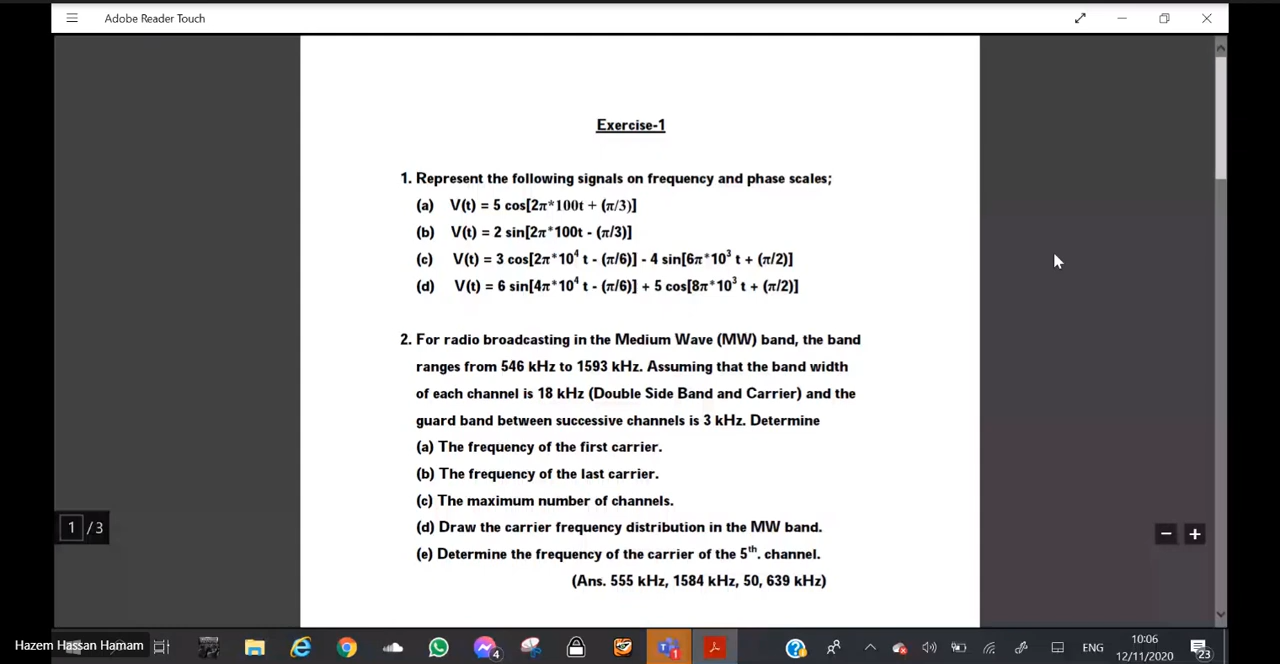 Adobe Reader Touch
Exercise-1
1. Represent the following signals on frequency and phase scales;
(a) V(t) = 5 cos[2π*100t + (π/3)]
(b) V(t) = 2 sin[2π*100t - (π/3)]
(c) V(t) = 3 cos[2π*10⁴ t - (π/6)] - 4 sin[6π*10³ t + (π/2)]
(d) V(t) = 6 sin[4π*10⁴ t - (π/6)] + 5 cos[8π*10³ t + (π/2)]
2. For radio broadcasting in the Medium Wave (MW) band, the band
ranges from 546 kHz to 1593 kHz. Assuming that the band width
of each channel is 18 kHz (Double Side Band and Carrier) and the
guard band between successive channels is 3 kHz. Determine
(a) The frequency of the first carrier.
(b) The frequency of the last carrier.
(c) The maximum number of channels.
(d) Draw the carrier frequency distribution in the MW band.
(e) Determine the frequency of the carrier of the 5th. channel.
(Ans. 555 kHz, 1584 kHz, 50, 639 kHz)
1 / 3
Hazem Hassan Hamam
4
1
ENG
10:06
12/11/2020
23